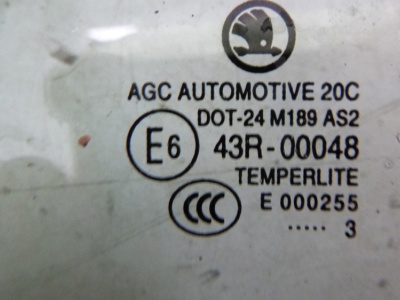 AGC AUTOMOTIVE 20C
DOT-24 M189 AS2
E6 43R-00048
TEMPERLITE
CCC E 000255
..... 3